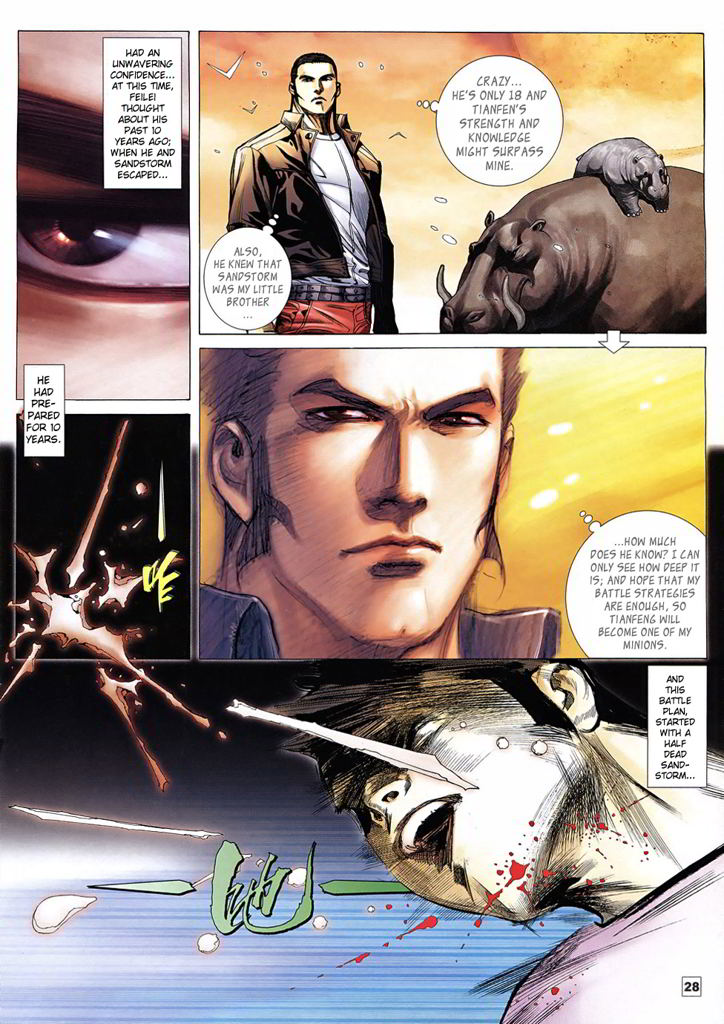 HAD AN
UNWAVERING
CONFIDENCE...
AT THIS TIME,
FEILEI
THOUGHT
ABOUT HIS
PAST 10
YEARS AGO;
WHEN HE AND
SANDSTORM
ESCAPED...
CRAZY...
HE'S ONLY 18 AND
TIANFEN'S
STRENGTH AND
KNOWLEDGE
MIGHT SURPASS
MINE.
ALSO,
HE KNEW THAT
SANDSTORM
WAS MY LITTLE
BROTHER
...
HE
HAD
PRE-
PARED
FOR 10
YEARS.
...HOW MUCH
DOES HE KNOW? I CAN
ONLY SEE HOW DEEP IT
IS; AND HOPE THAT MY
BATTLE STRATEGIES
ARE ENOUGH, SO
TIANFENG WILL
BECOME ONE OF MY
MINIONS.
AND
THIS
BATTLE
PLAN,
STARTED
WITH A
HALF
DEAD
SAND-
STORM...
28